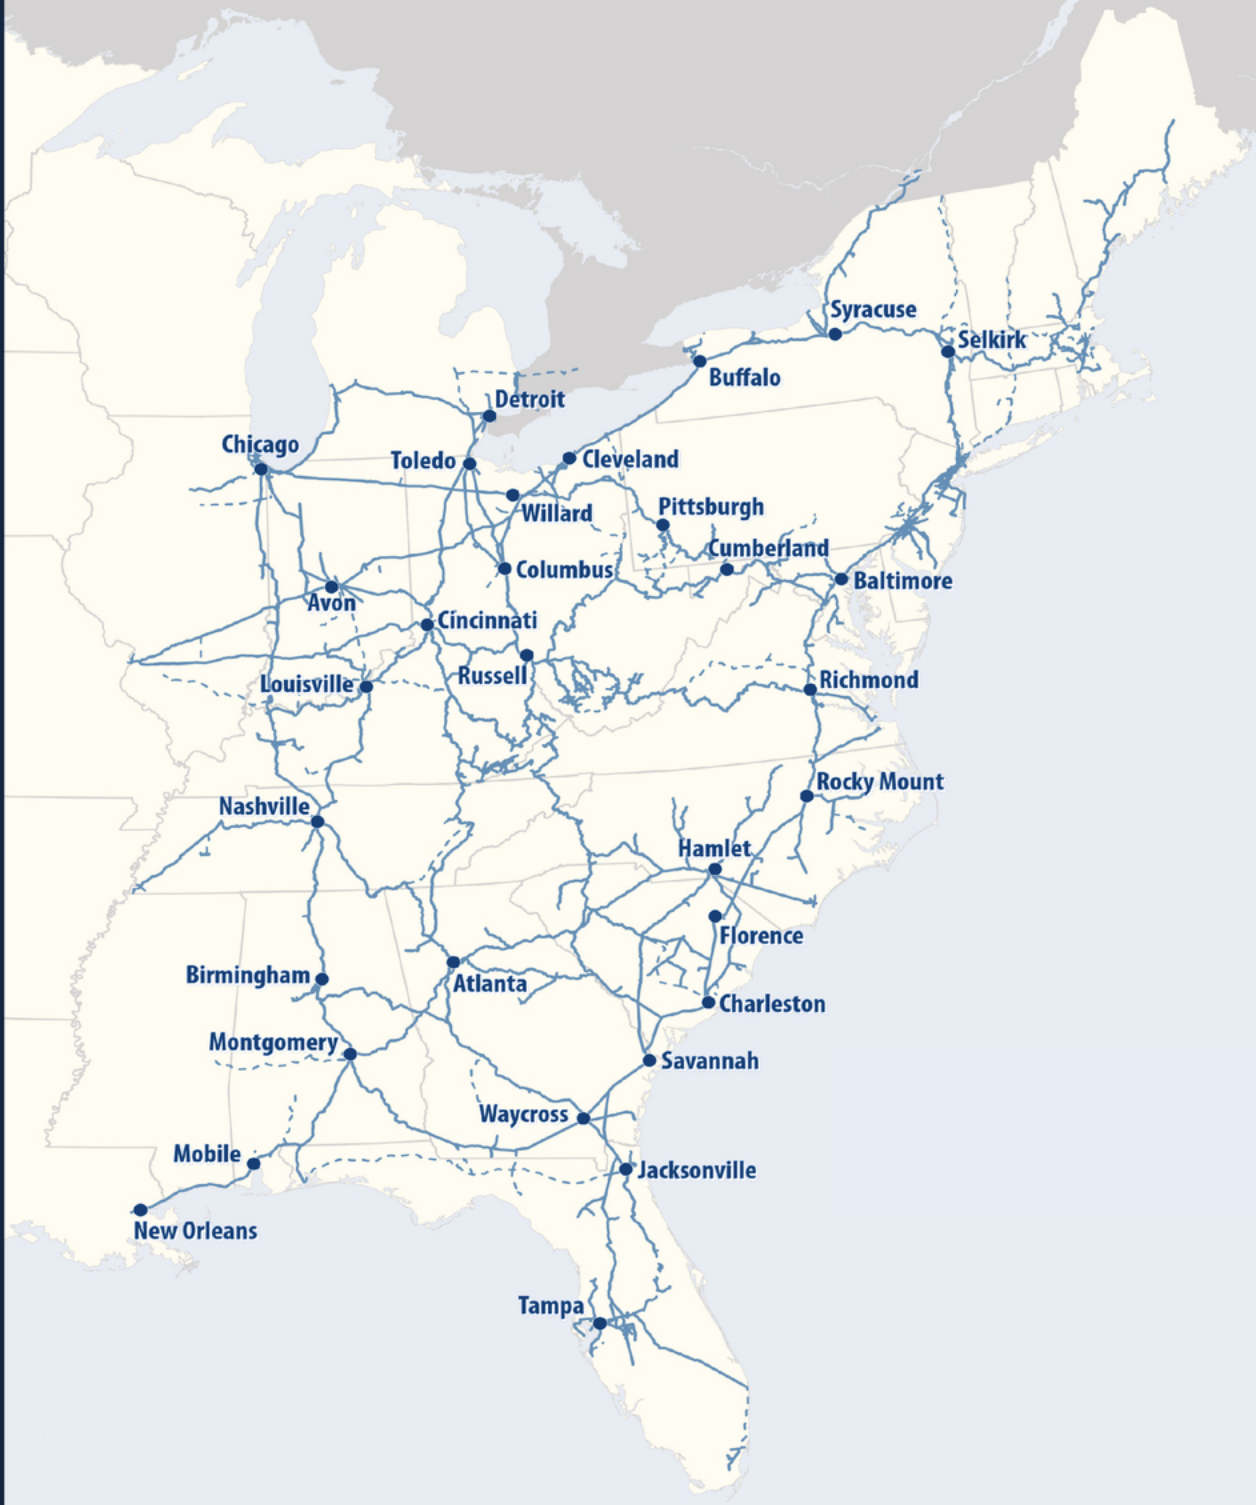 Syracuse
Selkirk
Buffalo
Detroit
Chicago
Toledo
Cleveland
Willard
Pittsburgh
Cumberland
Columbus
Baltimore
Avon
Cincinnati
Russell
Louisville
Richmond
Rocky Mount
Nashville
Hamlet
Florence
Birmingham
Atlanta
Charleston
Montgomery
Savannah
Waycross
Mobile
Jacksonville
New Orleans
Tampa